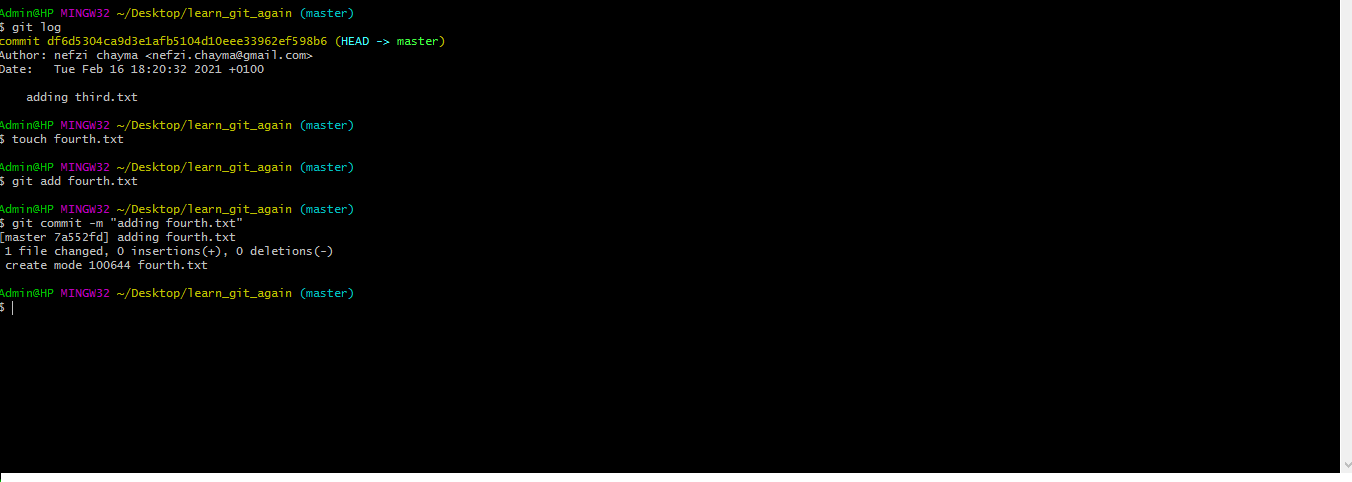 Admin@HP MINGW32 ~/Desktop/learn_git_again (master)
$ git log
commit df6d5304ca9d3e1afb5104d10eee33962ef598b6 (HEAD -> master)
Author: nefzi chayma <nefzi.chayma@gmail.com>
Date:   Tue Feb 16 18:20:32 2021 +0100
    adding third.txt
Admin@HP MINGW32 ~/Desktop/learn_git_again (master)
$ touch fourth.txt
Admin@HP MINGW32 ~/Desktop/learn_git_again (master)
$ git add fourth.txt
Admin@HP MINGW32 ~/Desktop/learn_git_again (master)
$ git commit -m "adding fourth.txt"
[master 7a552fd] adding fourth.txt
 1 file changed, 0 insertions(+), 0 deletions(-)
 create mode 100644 fourth.txt
Admin@HP MINGW32 ~/Desktop/learn_git_again (master)
$